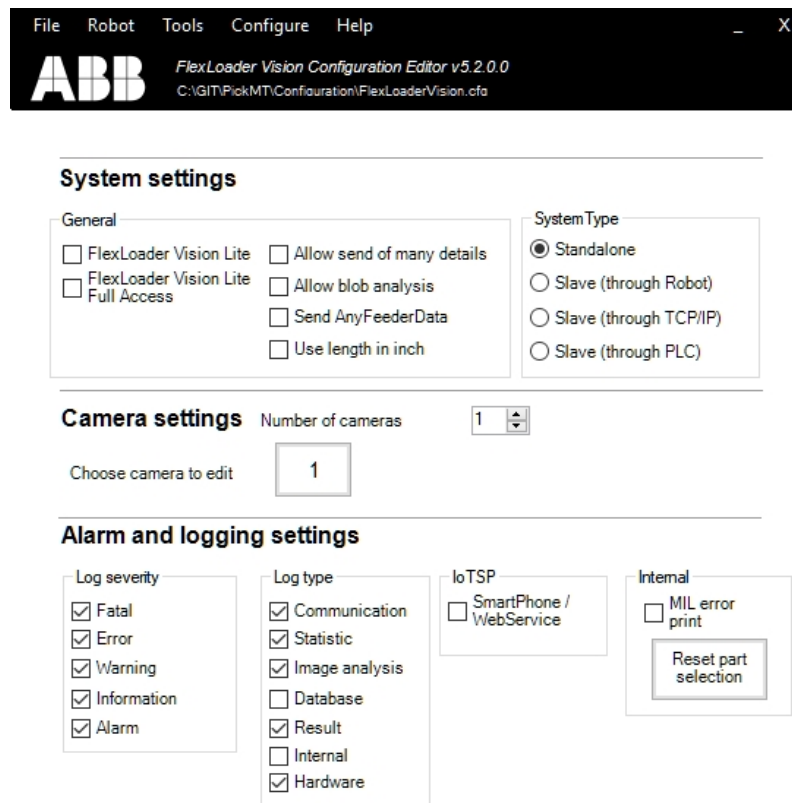 File Robot Tools Configure Help _ X
ABB
FlexLoader Vision Configuration Editor v5.2.0.0
C:\GIT\PickMT\Configuration\FlexLoaderVision.cfg
System settings
General
FlexLoader Vision Lite
FlexLoader Vision Lite
Full Access
Allow send of many details
Allow blob analysis
Send AnyFeederData
Use length in inch
SystemType
Standalone
Slave (through Robot)
Slave (through TCP/IP)
Slave (through PLC)
Camera settings
Number of cameras 1
Choose camera to edit 1
Alarm and logging settings
Log severity
Fatal
Error
Warning
Information
Alarm
Log type
Communication
Statistic
Image analysis
Database
Result
Internal
Hardware
IoTSP
SmartPhone /
WebService
Internal
MIL error
print
Reset part
selection